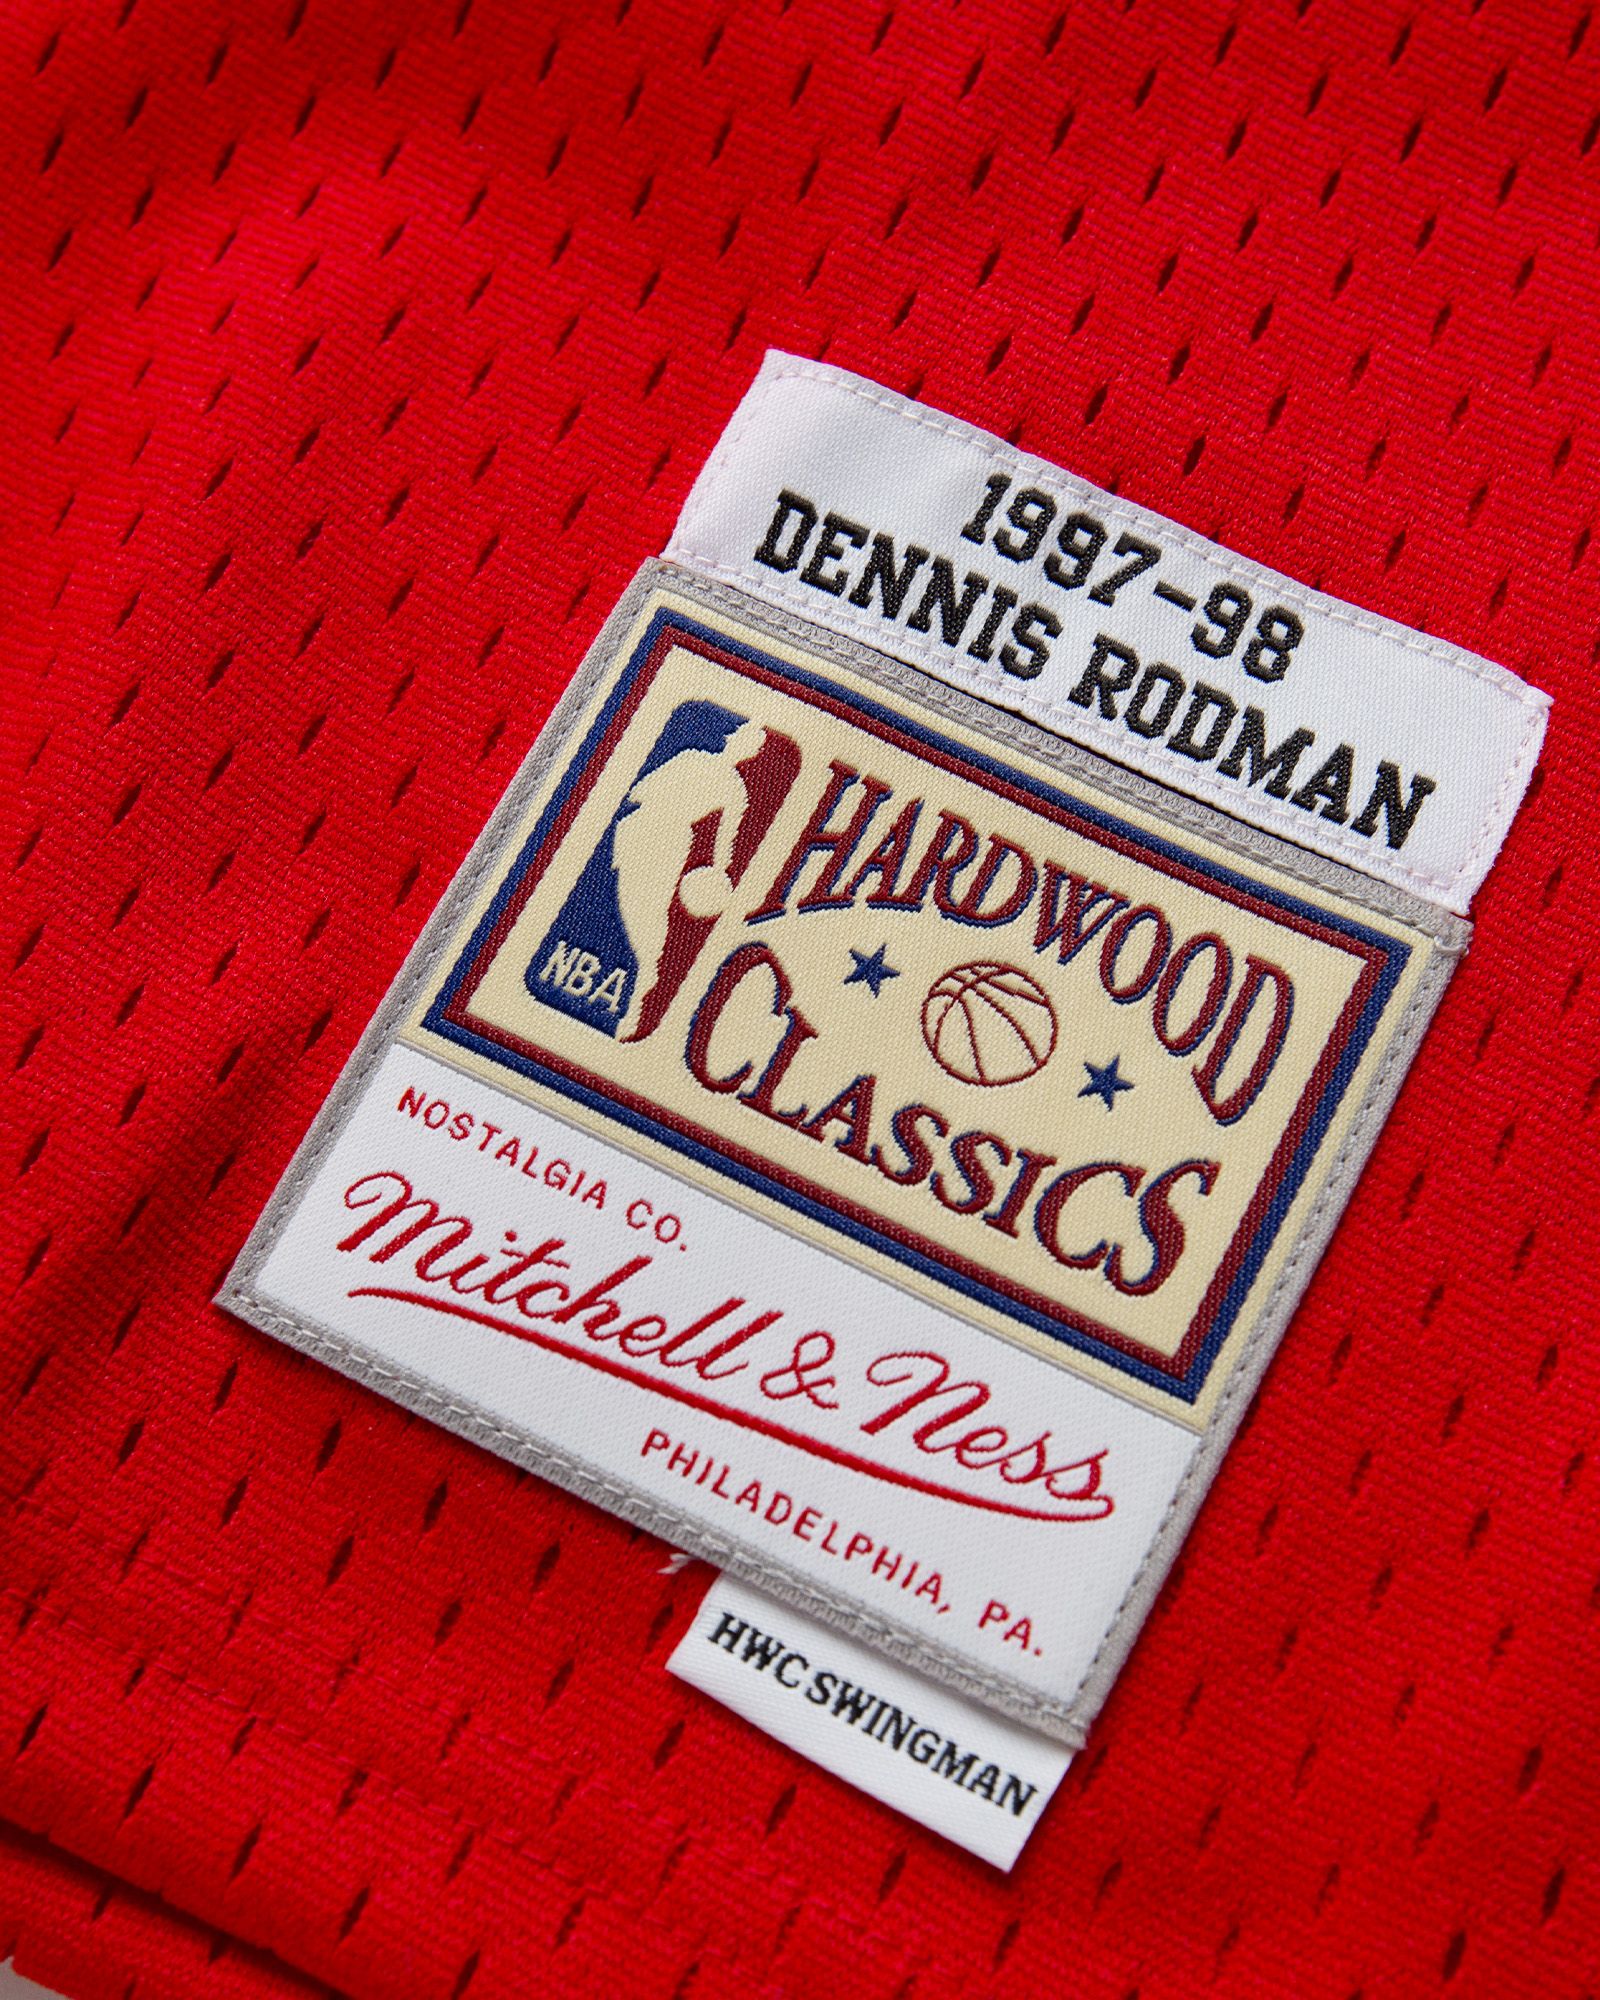 1997-98
DENNIS RODMAN
NBA
HARDWOOD
CLASSICS
NOSTALGIA CO.
Mitchell & Ness
PHILADELPHIA, PA.
HWC SWINGMAN